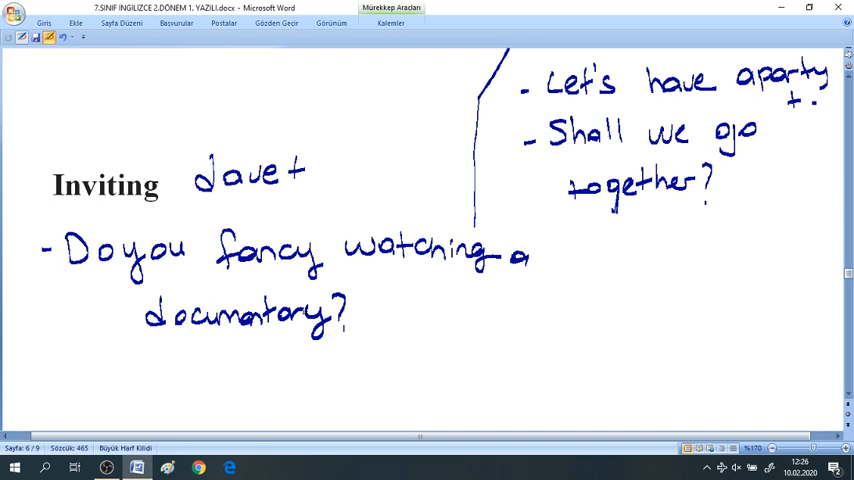 7.SINIF İNGİLİZCE 2.DÖNEM 1. YAZILI.docx - Microsoft Word
Mürekkep Araçları
Giriş Ekle Sayfa Düzeni Başvurular Postalar Gözden Geçir Görünüm Kalemler
- Let's have a party
- Shall we go
together?
Inviting davet
- Do you fancy watching a
documentory?
Sayfa: 6 / 9 Sözcük: 465 Büyük Harf Kilidi %170
12:26
10.02.2020
2